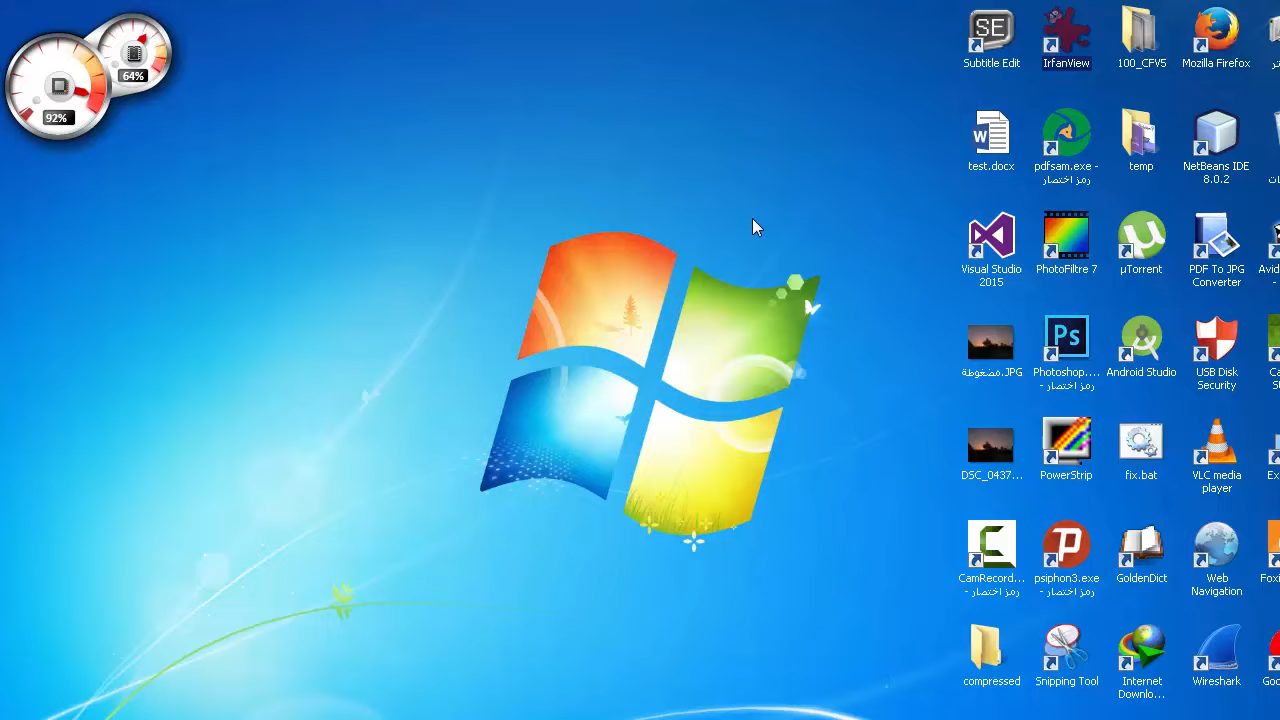 64%
92%
SE
Subtitle Edit
IrfanView
100_CFV5
Mozilla Firefox
W
test.docx
pdfsam.exe -
رمز اختصار
temp
NetBeans IDE
8.0.2
Visual Studio
2015
PhotoFiltre 7
µTorrent
PDF To JPG
Converter
Avid
-
مضغوطة.JPG
Ps
Photoshop....
رمز اختصار -
Android Studio
USB Disk
Security
DSC_0437...
PowerStrip
fix.bat
VLC media
player
CamRecord...
رمز اختصار -
psiphon3.exe
رمز اختصار -
GoldenDict
Web
Navigation
Foxi
compressed
Snipping Tool
Internet
Downlo...
Wireshark
Goo